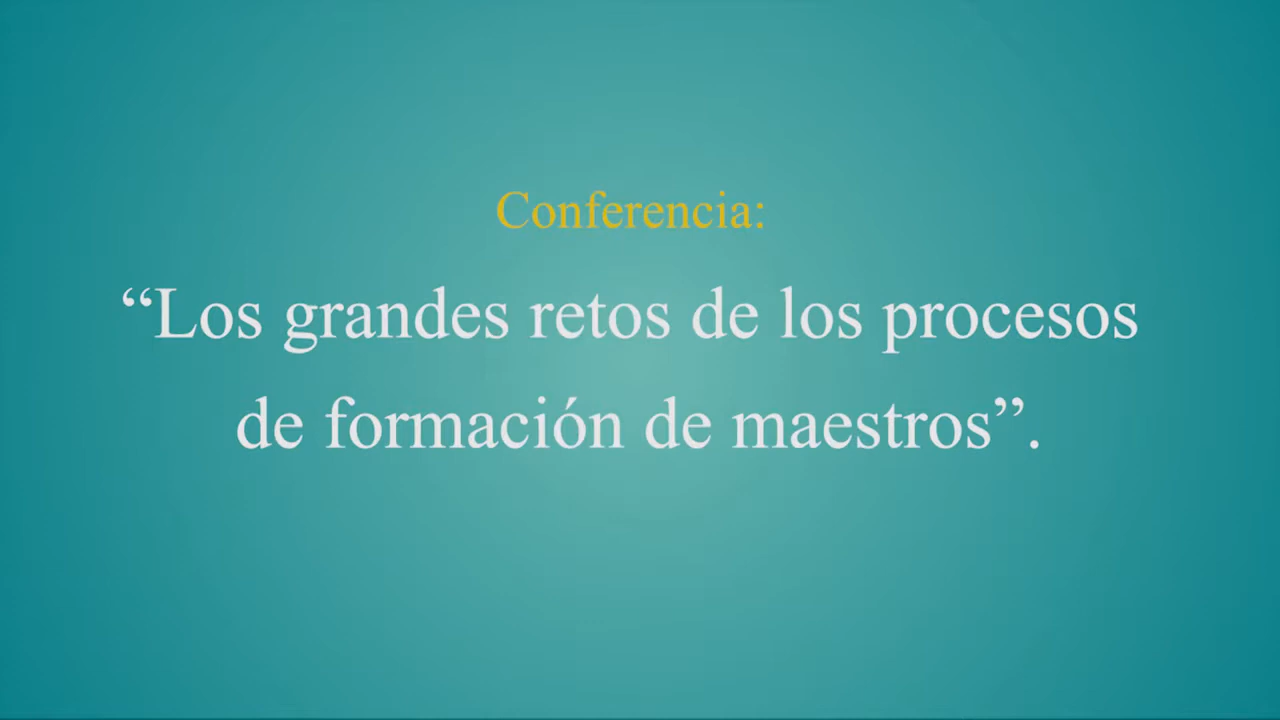 Conferencia:
“Los grandes retos de los procesos
de formación de maestros”.